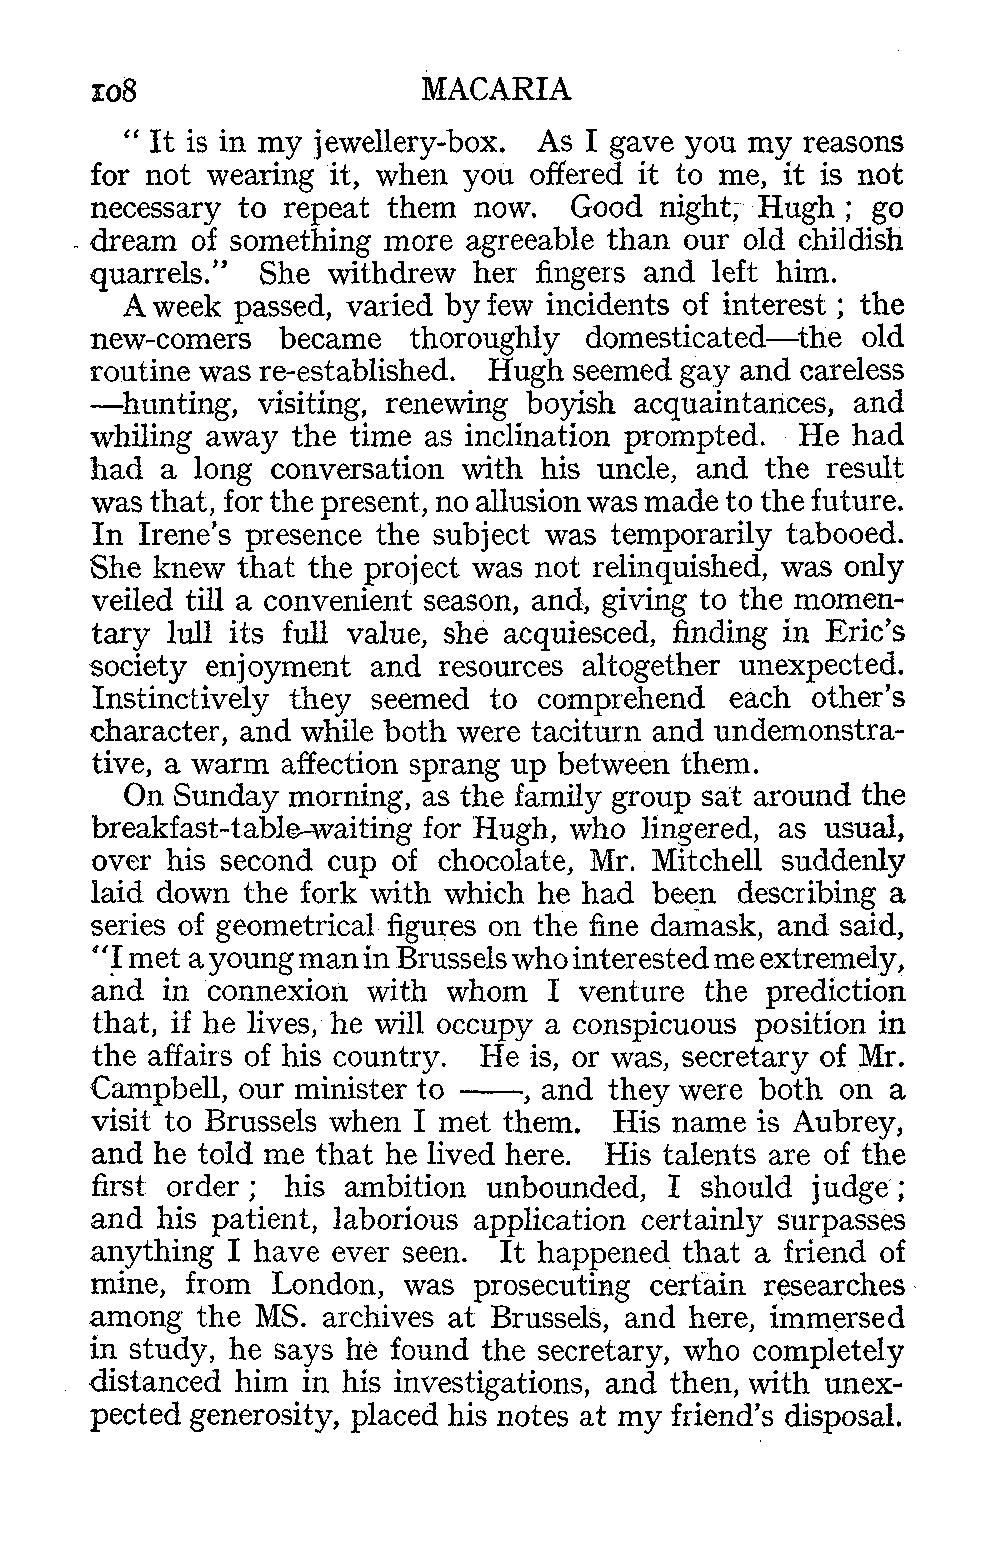 108 MACARIA
“ It is in my jewellery-box. As I gave you my reasons
for not wearing it, when you offered it to me, it is not
necessary to repeat them now. Good night, Hugh ; go
dream of something more agreeable than our old childish
quarrels.” She withdrew her fingers and left him.
A week passed, varied by few incidents of interest ; the
new-comers became thoroughly domesticated—the old
routine was re-established. Hugh seemed gay and careless
—hunting, visiting, renewing boyish acquaintances, and
whiling away the time as inclination prompted. He had
had a long conversation with his uncle, and the result
was that, for the present, no allusion was made to the future.
In Irene’s presence the subject was temporarily tabooed.
She knew that the project was not relinquished, was only
veiled till a convenient season, and, giving to the momen-
tary lull its full value, she acquiesced, finding in Eric’s
society enjoyment and resources altogether unexpected.
Instinctively they seemed to comprehend each other’s
character, and while both were taciturn and undemonstra-
tive, a warm affection sprang up between them.
On Sunday morning, as the family group sat around the
breakfast-table-waiting for Hugh, who lingered, as usual,
over his second cup of chocolate, Mr. Mitchell suddenly
laid down the fork with which he had been describing a
series of geometrical figures on the fine damask, and said,
“I met a young man in Brussels who interested me extremely,
and in connexion with whom I venture the prediction
that, if he lives, he will occupy a conspicuous position in
the affairs of his country. He is, or was, secretary of Mr.
Campbell, our minister to ——, and they were both on a
visit to Brussels when I met them. His name is Aubrey,
and he told me that he lived here. His talents are of the
first order ; his ambition unbounded, I should judge ;
and his patient, laborious application certainly surpasses
anything I have ever seen. It happened that a friend of
mine, from London, was prosecuting certain researches
among the MS. archives at Brussels, and here, immersed
in study, he says he found the secretary, who completely
distanced him in his investigations, and then, with unex-
pected generosity, placed his notes at my friend’s disposal.